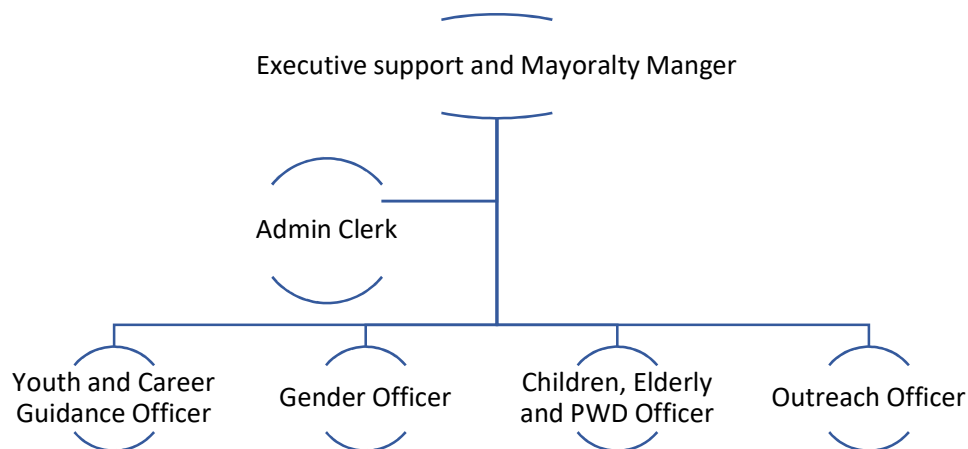 Executive support and Mayoralty Manger
Admin Clerk
Youth and Career
Guidance Officer
Gender Officer
Children, Elderly
and PWD Officer
Outreach Officer